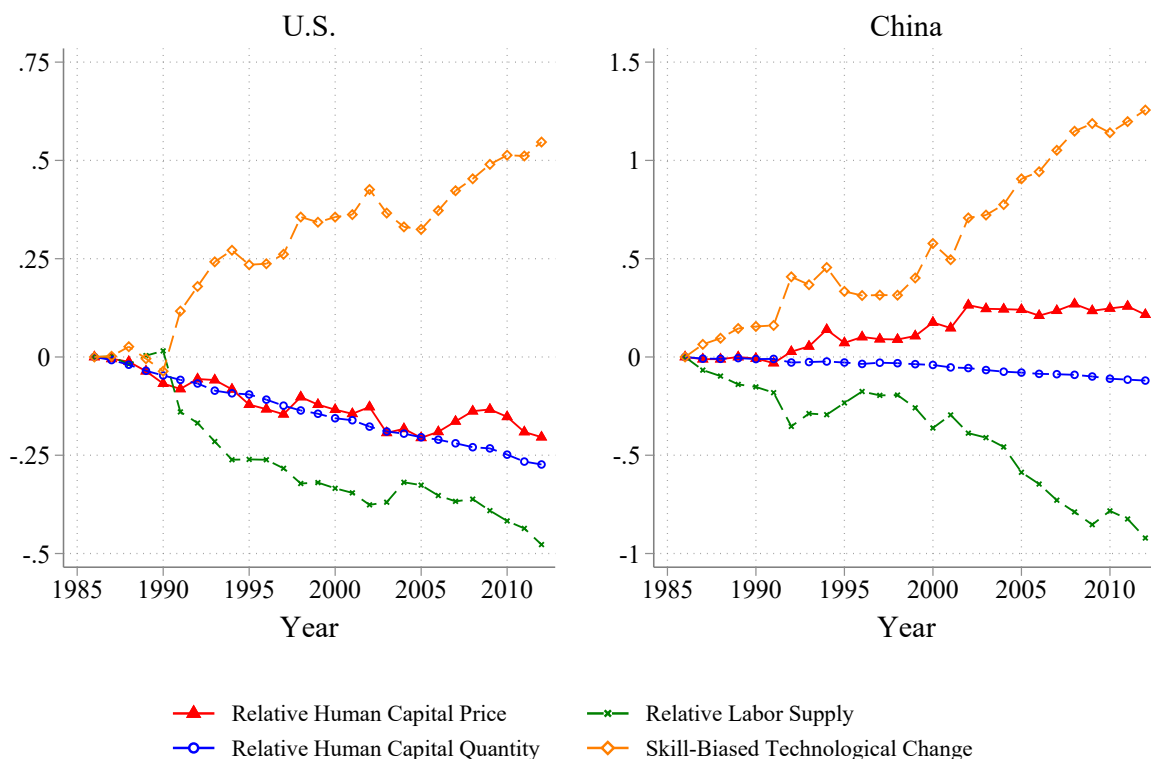 U.S.
China
.75
.5
.25
0
-.25
-.5
1985 1990 1995 2000 2005 2010
Year
1.5
1
.5
0
-.5
-1
1985 1990 1995 2000 2005 2010
Year
Relative Human Capital Price
Relative Labor Supply
Relative Human Capital Quantity
Skill-Biased Technological Change